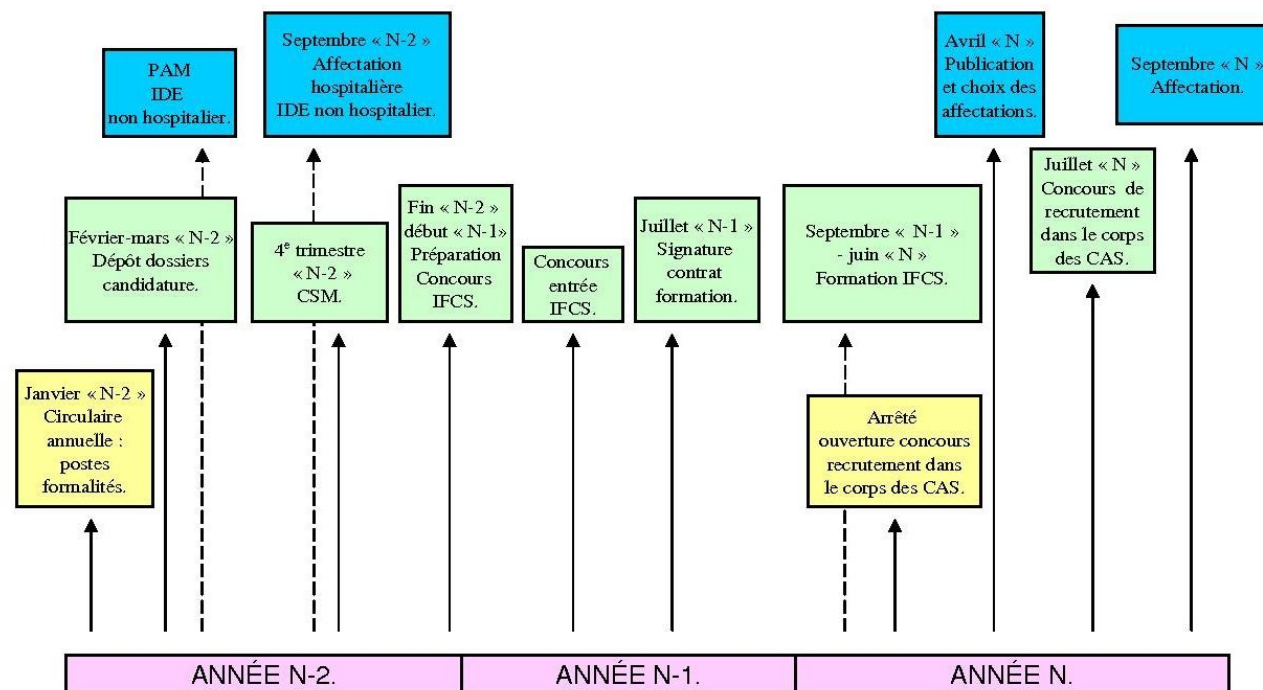 PAM
IDE
non hospitalier.
Septembre « N-2 »
Affectation
hospitalière
IDE non hospitalier.
Avril « N »
Publication
et choix des
affectations.
Septembre « N »
Affectation.
Février-mars « N-2 »
Dépôt dossiers
candidature.
4e trimestre
« N-2 »
CSM.
Fin « N-2 »
début « N-1»
Préparation
Concours
IFCS.
Concours
entrée
IFCS.
Juillet « N-1 »
Signature
contrat
formation.
Septembre « N-1 »
- juin « N »
Formation IFCS.
Juillet « N »
Concours de
recrutement
dans le corps
des CAS.
Janvier « N-2 »
Circulaire
annuelle :
postes
formalités.
Arrêté
ouverture concours
recrutement dans
le corps des CAS.
ANNÉE N-2.
ANNÉE N-1.
ANNÉE N.